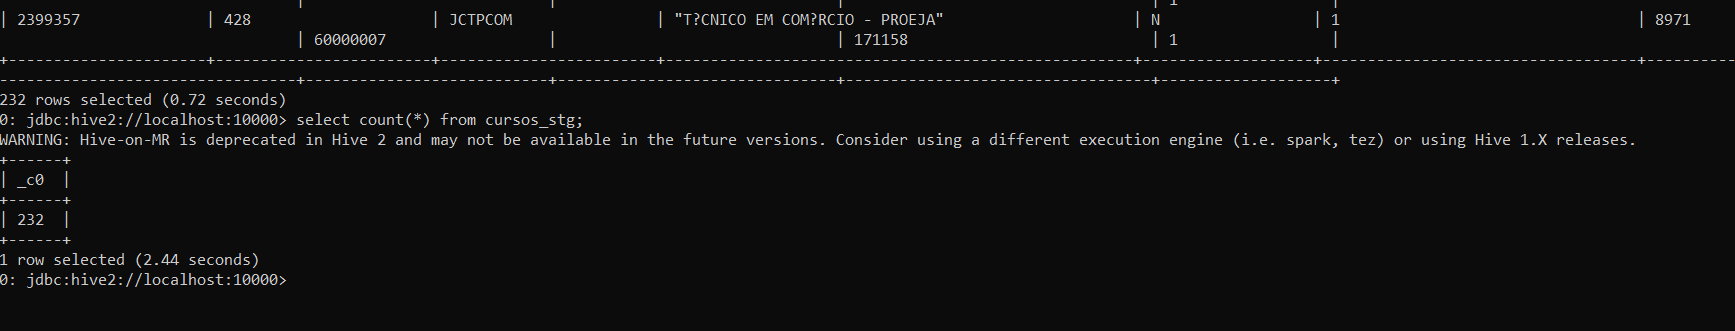 | 1 |
| 2399357 | 428 | JCTPCOM | "T?CNICO EM COM?RCIO - PROEJA" | N | 1 | 8971
| 60000007 | | 171158 | 1 |
+-----------------------+------------------------+-------------------------+----------------------------------------------------+-------------------+-----------------------------------+----------
---------------------------------+---------------------------+-------------------------------+----------------------------------+-------------------+
232 rows selected (0.72 seconds)
0: jdbc:hive2://localhost:10000> select count(*) from cursos_stg;
WARNING: Hive-on-MR is deprecated in Hive 2 and may not be available in the future versions. Consider using a different execution engine (i.e. spark, tez) or using Hive 1.X releases.
+------+
| _c0 |
+------+
| 232 |
+------+
1 row selected (2.44 seconds)
0: jdbc:hive2://localhost:10000>